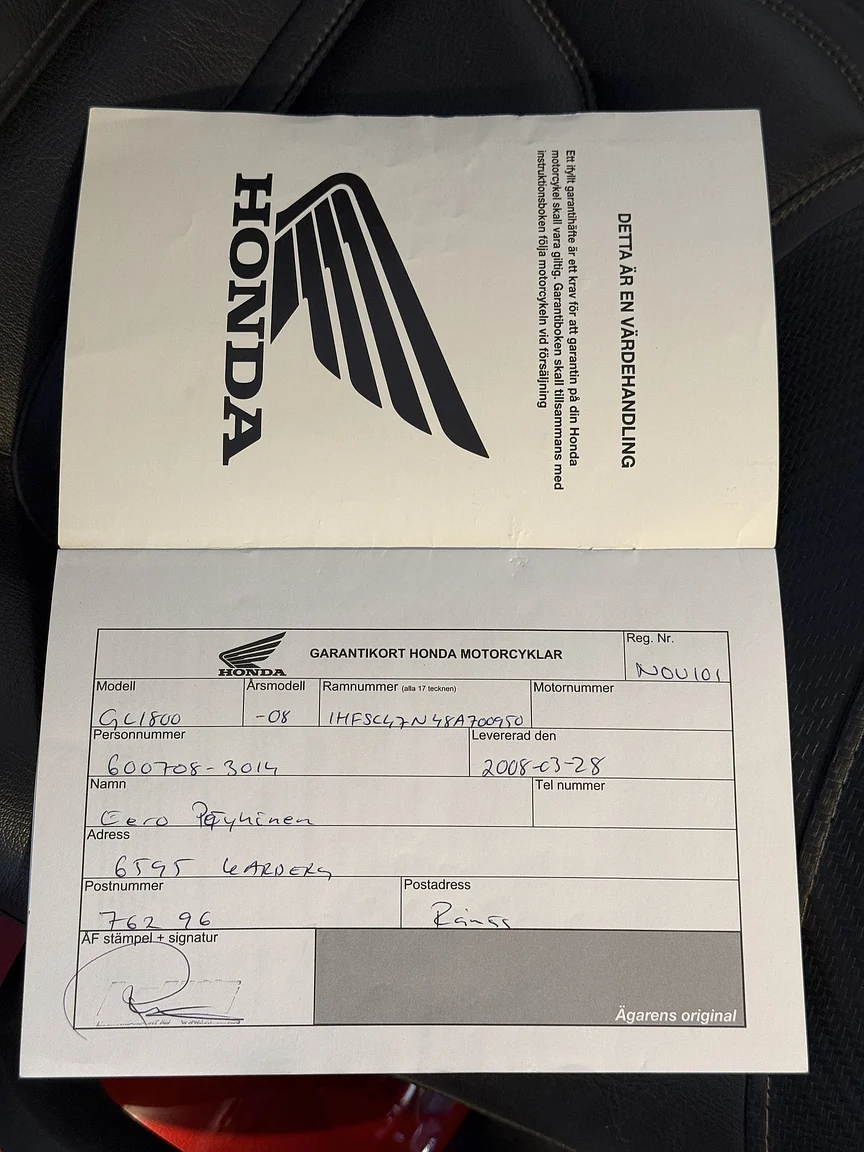 DETTA ÄR EN VÄRDEHANDLING
Ett ifyllt garantihäfte är ett krav för att garantin på din Honda
motorcykel skall vara giltig. Garantiboken skall tillsammans med
instruktionsboken följa motorcykeln vid försäljning
HONDA
HONDA
GARANTIKORT HONDA MOTORCYKLAR
Reg. Nr.
NOU101
Modell
GL1800
Årsmodell
-08
Ramnummer (alla 17 tecknen)
1HFSC47N48A700950
Motornummer
Personnummer
600708-3014
Levererad den
2008-03-28
Namn
Eero Päyhinen
Tel nummer
Adress
6595
Postnummer
762 96
Postadress
ÅF stämpel + signatur
Ägarens original